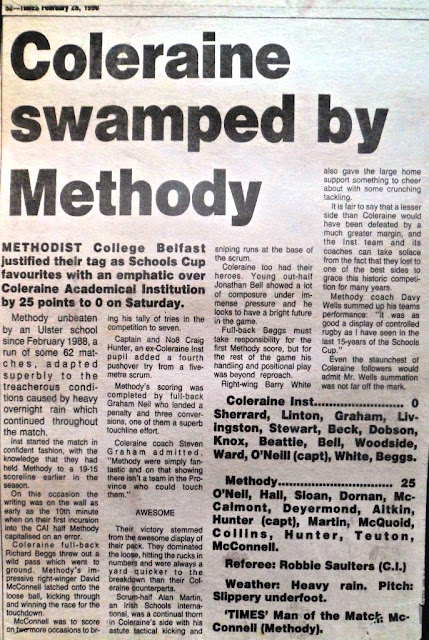 52—Times February 28, 1990
Coleraine
swamped by
Methody
METHODIST College Belfast
justified their tag as Schools Cup
favourites with an emphatic over
Coleraine Academical Institution
by 25 points to 0 on Saturday.
Methody unbeaten
by an Ulster school
since February 1988, a
run of some 62 mat-
ches, adapted
superbly to the
treacherous condi-
tions caused by heavy
overnight rain which
continued throughout
the match.
Inst started the match in
confident fashion, with the
knowledge that they had
held Methody to a 19-15
scoreline earlier in the
season.
On this occasion the
writing was on the wall as
early as the 10th minute
when on their first incursion
into the CAI half Methody
capitalised on an error.
Coleraine full-back
Richard Beggs threw out a
wild pass which went to
ground, Methody's im-
pressive right-winger David
McConnell latched onto the
loose ball, kicking through
and winning the race for the
touchdown.
McConnell was to score
on two more occasions to br-
ing his tally of tries in the
competition to seven.
Captain and No8 Craig
Hunter, an ex-Coleraine Inst
pupil added a fourth
pushover try from a five-
metre scrum.
Methody's scoring was
completed by full-back
Graham Neil who landed a
penalty and three conver-
sions, one of them a superb
touchline effort.
Coleraine coach Steven
Graham admitted,
"Methody were simply fan-
tastic and on that showing
there isn't a team in the Pro-
vince who could touch
them."
AWESOME
Their victory stemmed
from the awesome display of
their pack. They dominated
the loose, hitting the rucks in
numbers and were always a
yard quicker to the
breakdown than their Col-
eraine counterparts.
Scrum-half Alan Martin,
an Irish Schools interna-
tional, was a continual thorn
in Coleraine's side with his
astute tactical kicking and
sniping runs at the base of
the scrum.
Coleraine too had their
heroes. Young out-half
Jonathan Bell showed a lot
of composure under im-
mense pressure and he
looks to have a bright future
in the game.
Full-back Beggs must
take responsibility for the
first Methody score, but for
the rest of the game his
handling and positional play
was beyond reproach.
Right-wing Barry White
also gave the large home
support something to cheer
about with some crunching
tackling.
It is fair to say that a lesser
side than Coleraine would
have been defeated by a
much greater margin, and
the Inst team and its
coaches can take solace
from the fact that they lost to
one of the best sides to
grace this historic competi-
tion for many years.
Methody coach Davy
Wells summed up his teams
performance: "It was as
good a display of controlled
rugby as I have seen in the
last 15-years of the Schools
Cup."
Even the staunchest of
Coleraine followers would
admit Mr. Wells summation
was not far off the mark.
Coleraine Inst.................. 0
Sherrard, Linton, Graham, Liv-
ingston, Stewart, Beck, Dobson,
Knox, Beattie, Bell, Woodside,
Ward, O'Neill (capt), White, Beggs.
Methody........................ 25
O'Neil, Hall, Sloan, Dornan, Mc-
Calmont, Deyermond, Aitkin,
Hunter (capt), Martin, McQuoid,
Collins, Hunter, Teuton,
McConnell.
Referee: Robbie Saulters (C.I.)
Weather: Heavy rain. Pitch:
Slippery underfoot.
'TIMES' Man of the Match: Mc-
Connell (Methody).